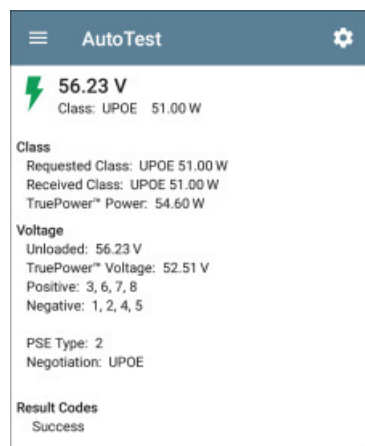 AutoTest
56.23 V
Class: UPOE 51.00 W
Class
Requested Class: UPOE 51.00 W
Received Class: UPOE 51.00 W
TruePower™ Power: 54.60 W
Voltage
Unloaded: 56.23 V
TruePower™ Voltage: 52.51 V
Positive: 3, 6, 7, 8
Negative: 1, 2, 4, 5
PSE Type: 2
Negotiation: UPOE
Result Codes
Success